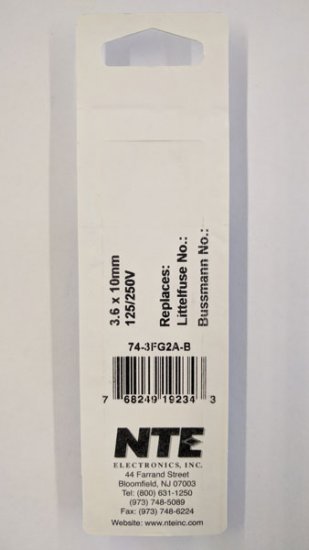 3.6 x 10mm
125/250V
Replaces:
Littelfuse No.:
Bussmann No.:
74-3FG2A-B
7 68249 19234 3
NTE
ELECTRONICS, INC.
44 Farrand Street
Bloomfield, NJ 07003
Tel: (800) 631-1250
(973) 748-5089
Fax: (973) 748-6224
Website: www.nteinc.com